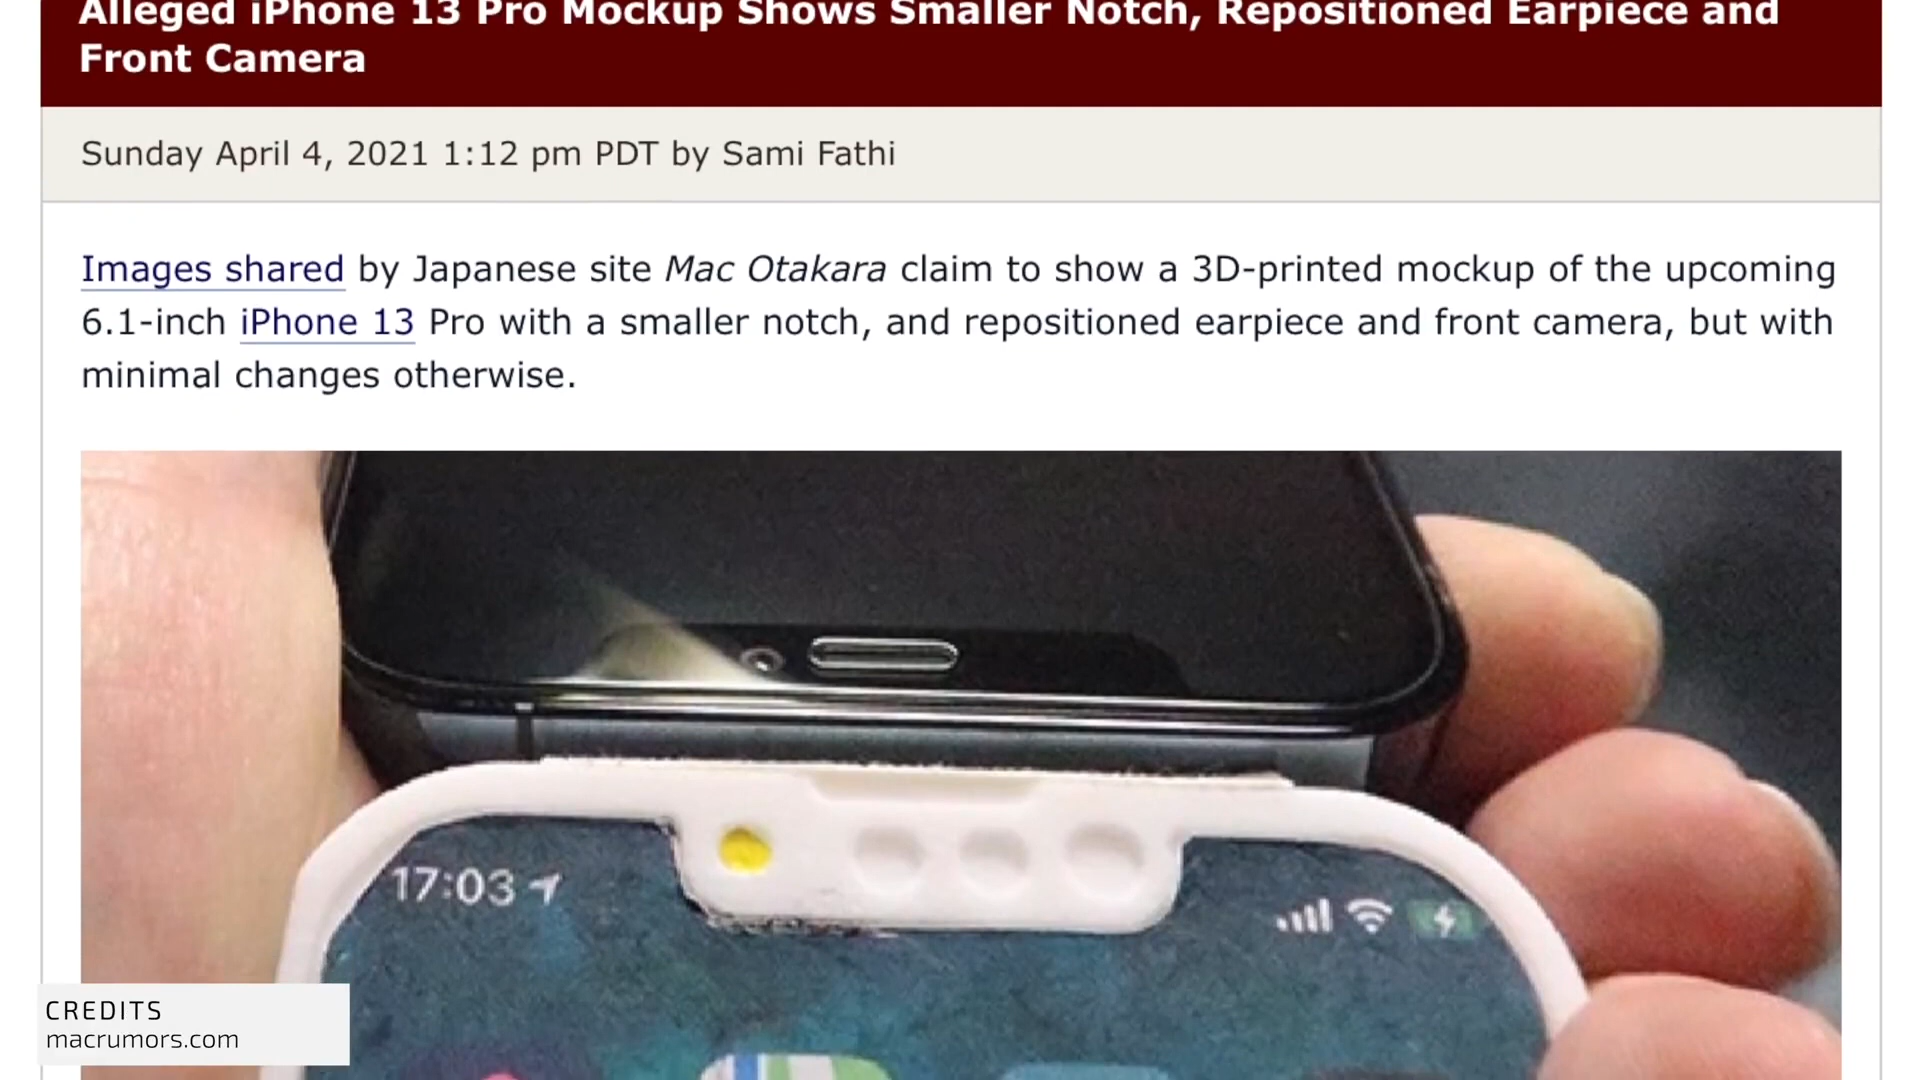 Alleged iPhone 13 Pro Mockup Shows Smaller Notch, Repositioned Earpiece and
Front Camera
Sunday April 4, 2021 1:12 pm PDT by Sami Fathi
Images shared by Japanese site Mac Otakara claim to show a 3D-printed mockup of the upcoming
6.1-inch iPhone 13 Pro with a smaller notch, and repositioned earpiece and front camera, but with
minimal changes otherwise.
17:03
CREDITS
macrumors.com